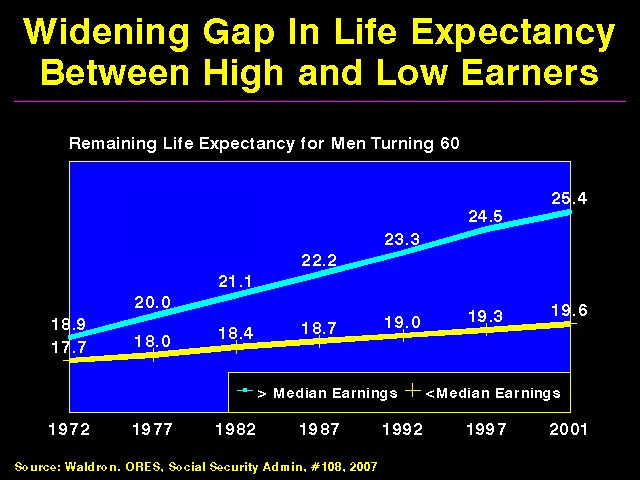 Widening Gap In Life Expectancy
Between High and Low Earners
Remaining Life Expectancy for Men Turning 60
25.4
24.5
23.3
22.2
21.1
20.0
18.9
17.7
18.0
18.4
18.7
19.0
19.3
19.6
> Median Earnings <Median Earnings
1972 1977 1982 1987 1992 1997 2001
Source: Waldron. ORES, Social Security Admin, #108, 2007